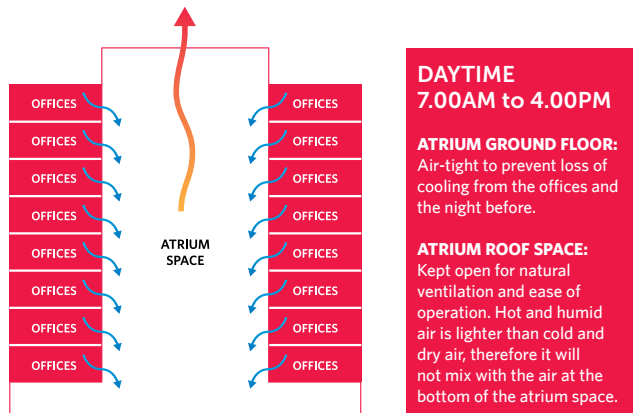 OFFICES
OFFICES
OFFICES
OFFICES
OFFICES
OFFICES
OFFICES
OFFICES
ATRIUM
SPACE
OFFICES
OFFICES
OFFICES
OFFICES
OFFICES
OFFICES
OFFICES
OFFICES
DAYTIME
7.00AM to 4.00PM
ATRIUM GROUND FLOOR:
Air-tight to prevent loss of
cooling from the offices and
the night before.
ATRIUM ROOF SPACE:
Kept open for natural
ventilation and ease of
operation. Hot and humid
air is lighter than cold and
dry air, therefore it will
not mix with the air at the
bottom of the atrium space.